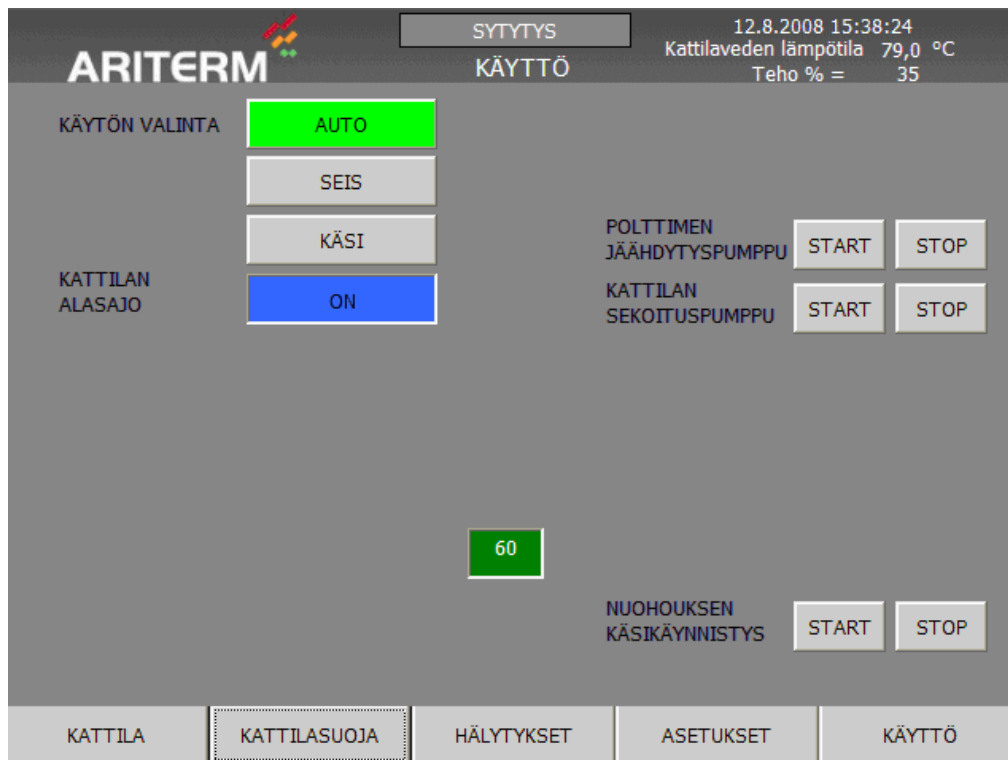 ARITERM
SYTYTYS
KÄYTTÖ
12.8.2008 15:38:24
Kattilaveden lämpötila 79,0 °C
Teho % = 35
KÄYTÖN VALINTA
AUTO
SEIS
KÄSI
KATTILAN
ALASAJO
ON
POLTTIMEN
JÄÄHDYTYSPUMPPU
START
STOP
KATTILAN
SEKOITUSPUMPPU
START
STOP
60
NUOHOUKSEN
KÄSIKÄYNNISTYS
START
STOP
KATTILA
KATTILASUOJA
HÄLYTYKSET
ASETUKSET
KÄYTTÖ